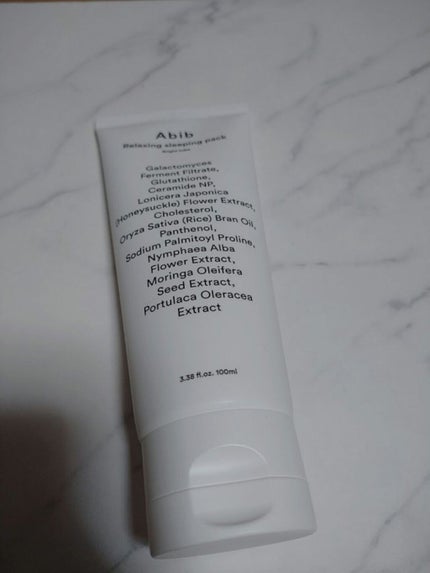 Abib
Relaxing sleeping pack
Galactomyces
Ferment Filtrate,
Glutathione,
Ceramide NP,
Lonicera Japonica
(Honeysuckle) Flower Extract,
Cholesterol,
Oryza Sativa (Rice) Bran Oil,
Panthenol,
Sodium Palmitoyl Proline,
Nymphaea Alba
Flower Extract,
Moringa Oleifera
Seed Extract,
Portulaca Oleracea
Extract
3.38 fl.oz. 100ml